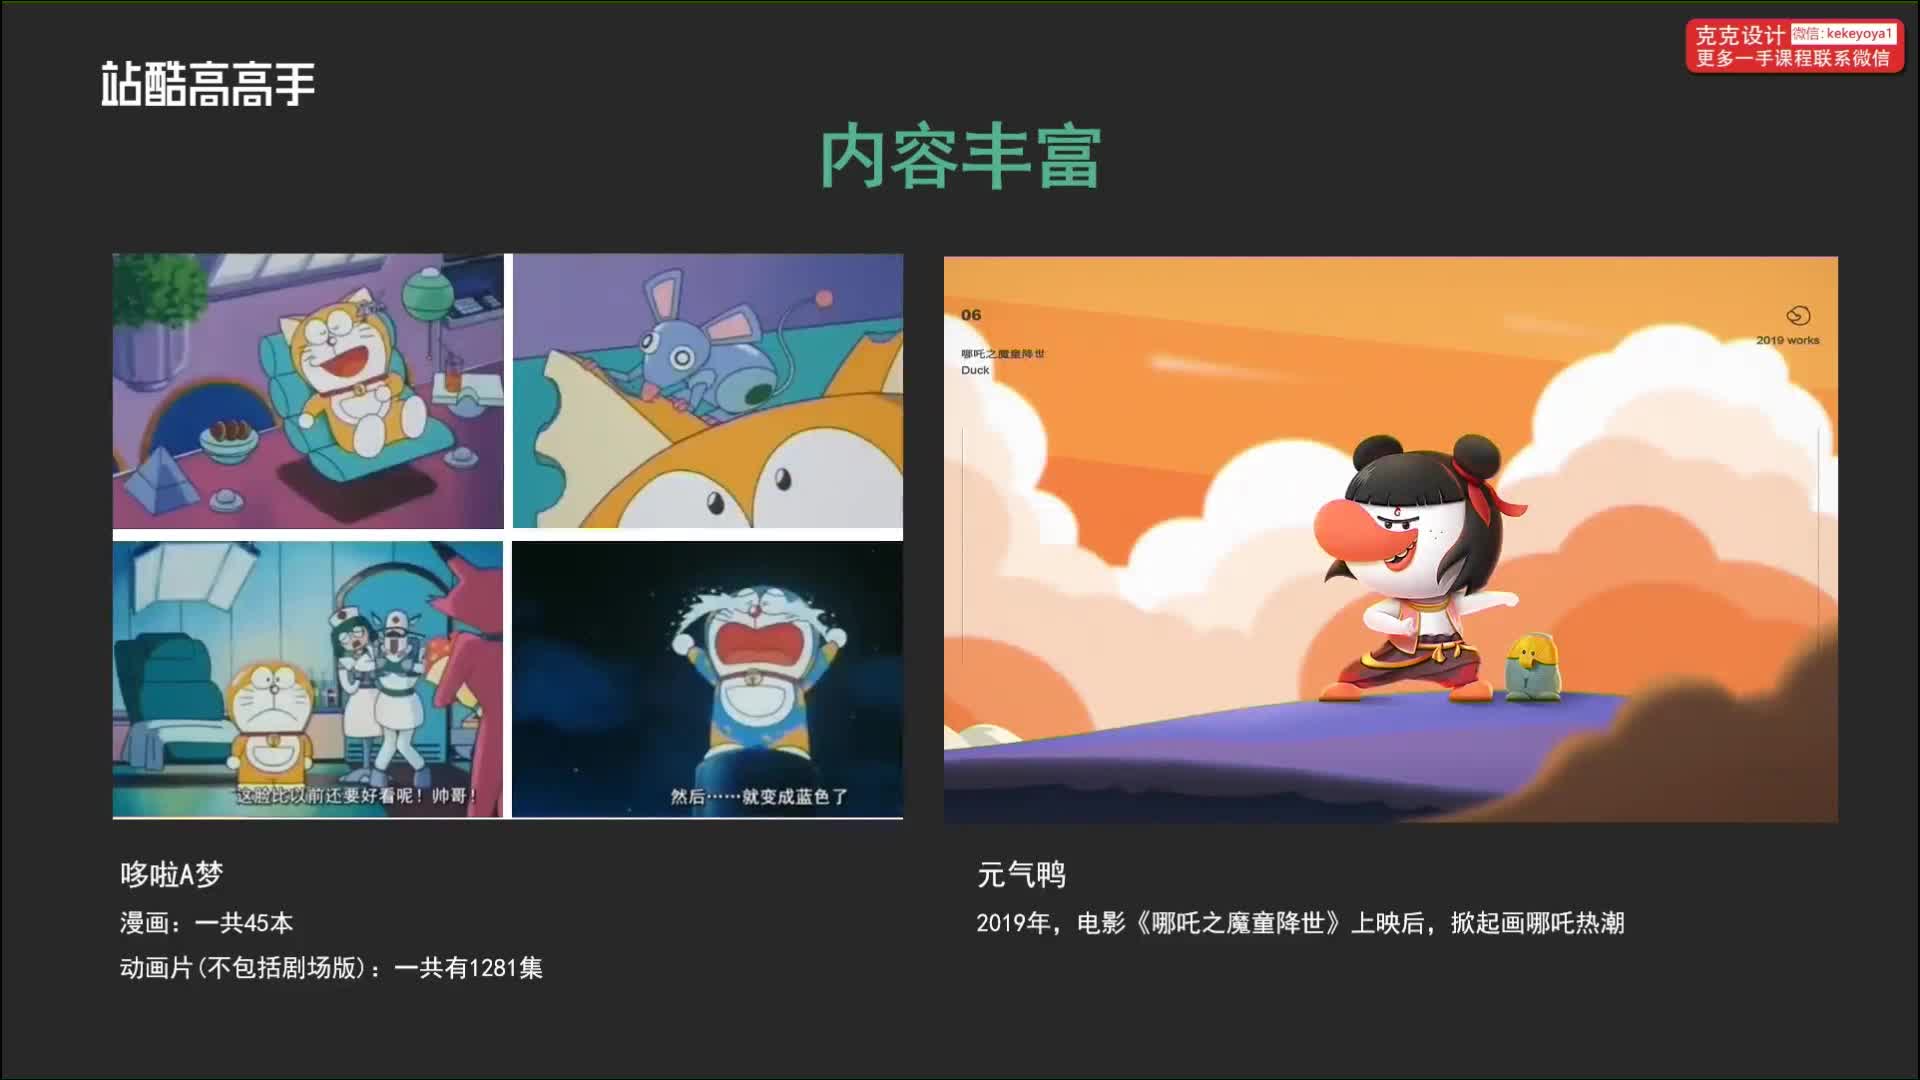 站酷高高手
克克设计 微信: kekeyoya1
更多一手课程联系微信
内容丰富
这脸比以前还要好看呢！帅哥！
然后……就变成蓝色了
06
哪吒之魔童降世
Duck
2019 works
哆啦A梦
漫画：一共45本
动画片(不包括剧场版)：一共有1281集
元气鸭
2019年，电影《哪吒之魔童降世》上映后，掀起画哪吒热潮